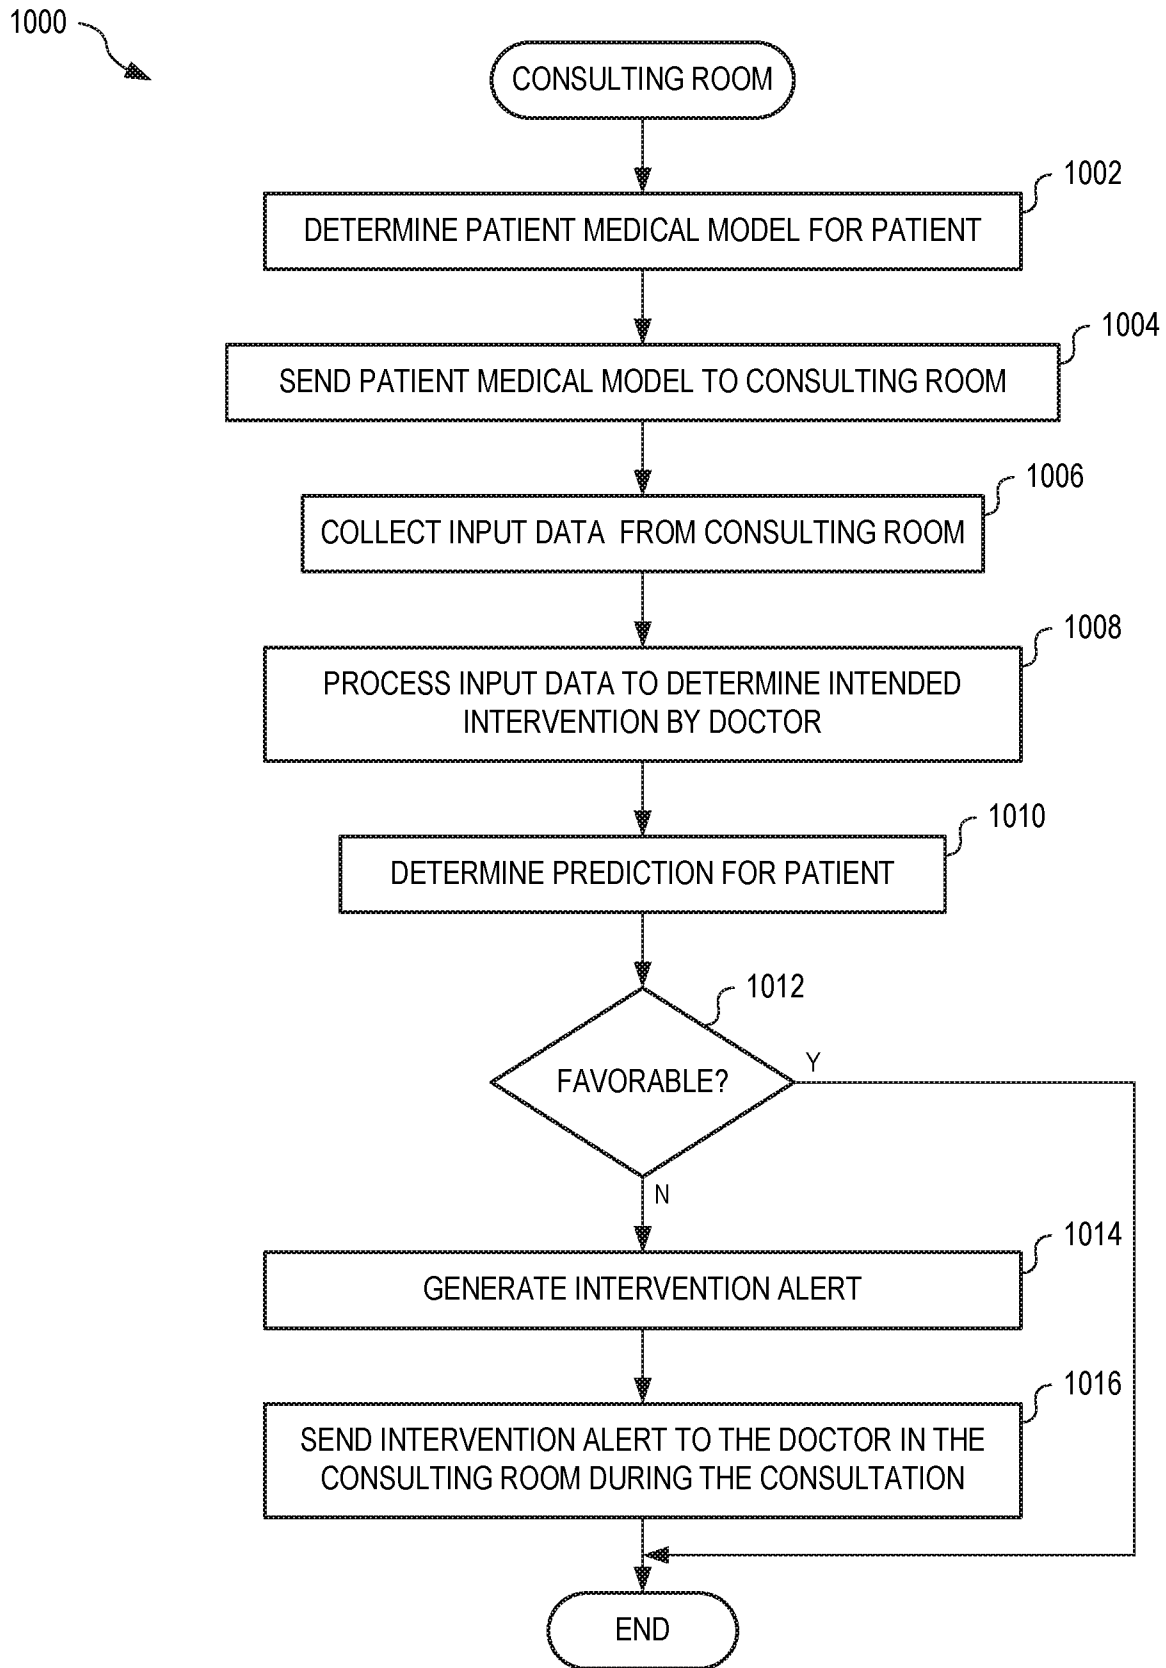 1000
CONSULTING ROOM
1002
DETERMINE PATIENT MEDICAL MODEL FOR PATIENT
1004
SEND PATIENT MEDICAL MODEL TO CONSULTING ROOM
1006
COLLECT INPUT DATA FROM CONSULTING ROOM
1008
PROCESS INPUT DATA TO DETERMINE INTENDED
INTERVENTION BY DOCTOR
1010
DETERMINE PREDICTION FOR PATIENT
1012
FAVORABLE?
Y
N
1014
GENERATE INTERVENTION ALERT
1016
SEND INTERVENTION ALERT TO THE DOCTOR IN THE
CONSULTING ROOM DURING THE CONSULTATION
END